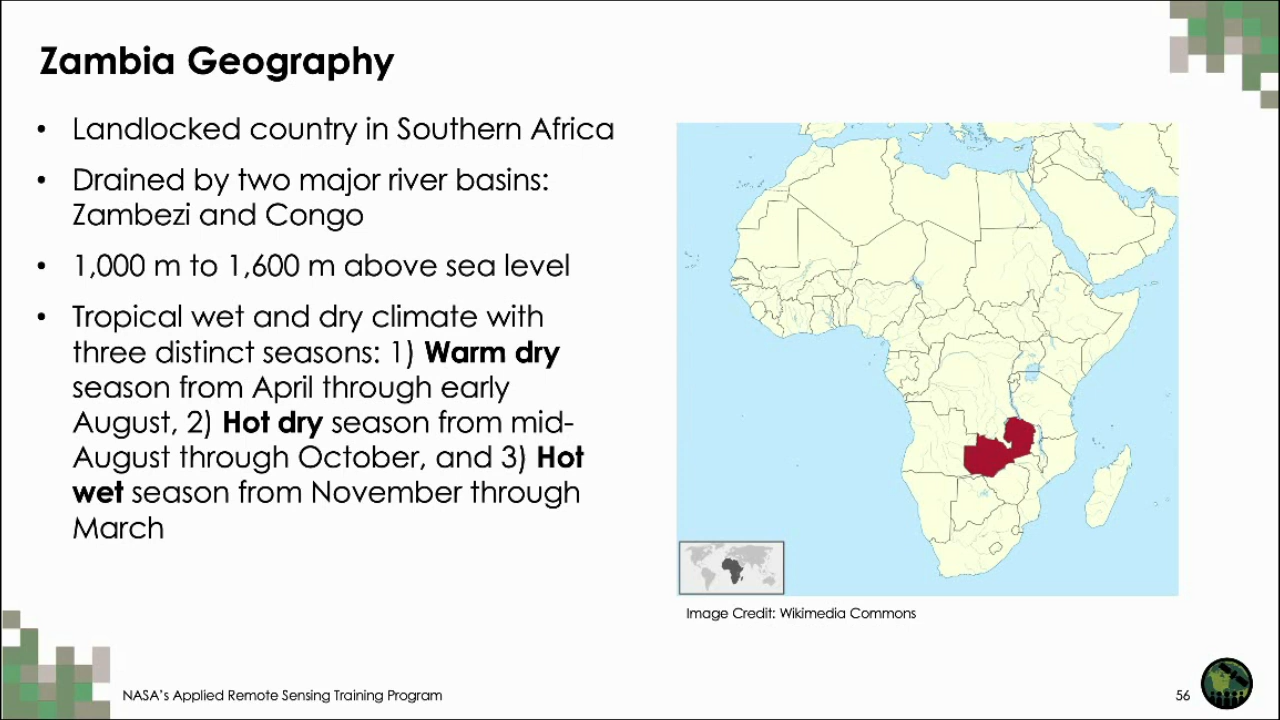 Zambia Geography
• Landlocked country in Southern Africa
• Drained by two major river basins:
Zambezi and Congo
• 1,000 m to 1,600 m above sea level
• Tropical wet and dry climate with
three distinct seasons: 1) Warm dry
season from April through early
August, 2) Hot dry season from mid-
August through October, and 3) Hot
wet season from November through
March
Image Credit: Wikimedia Commons
NASA's Applied Remote Sensing Training Program
56